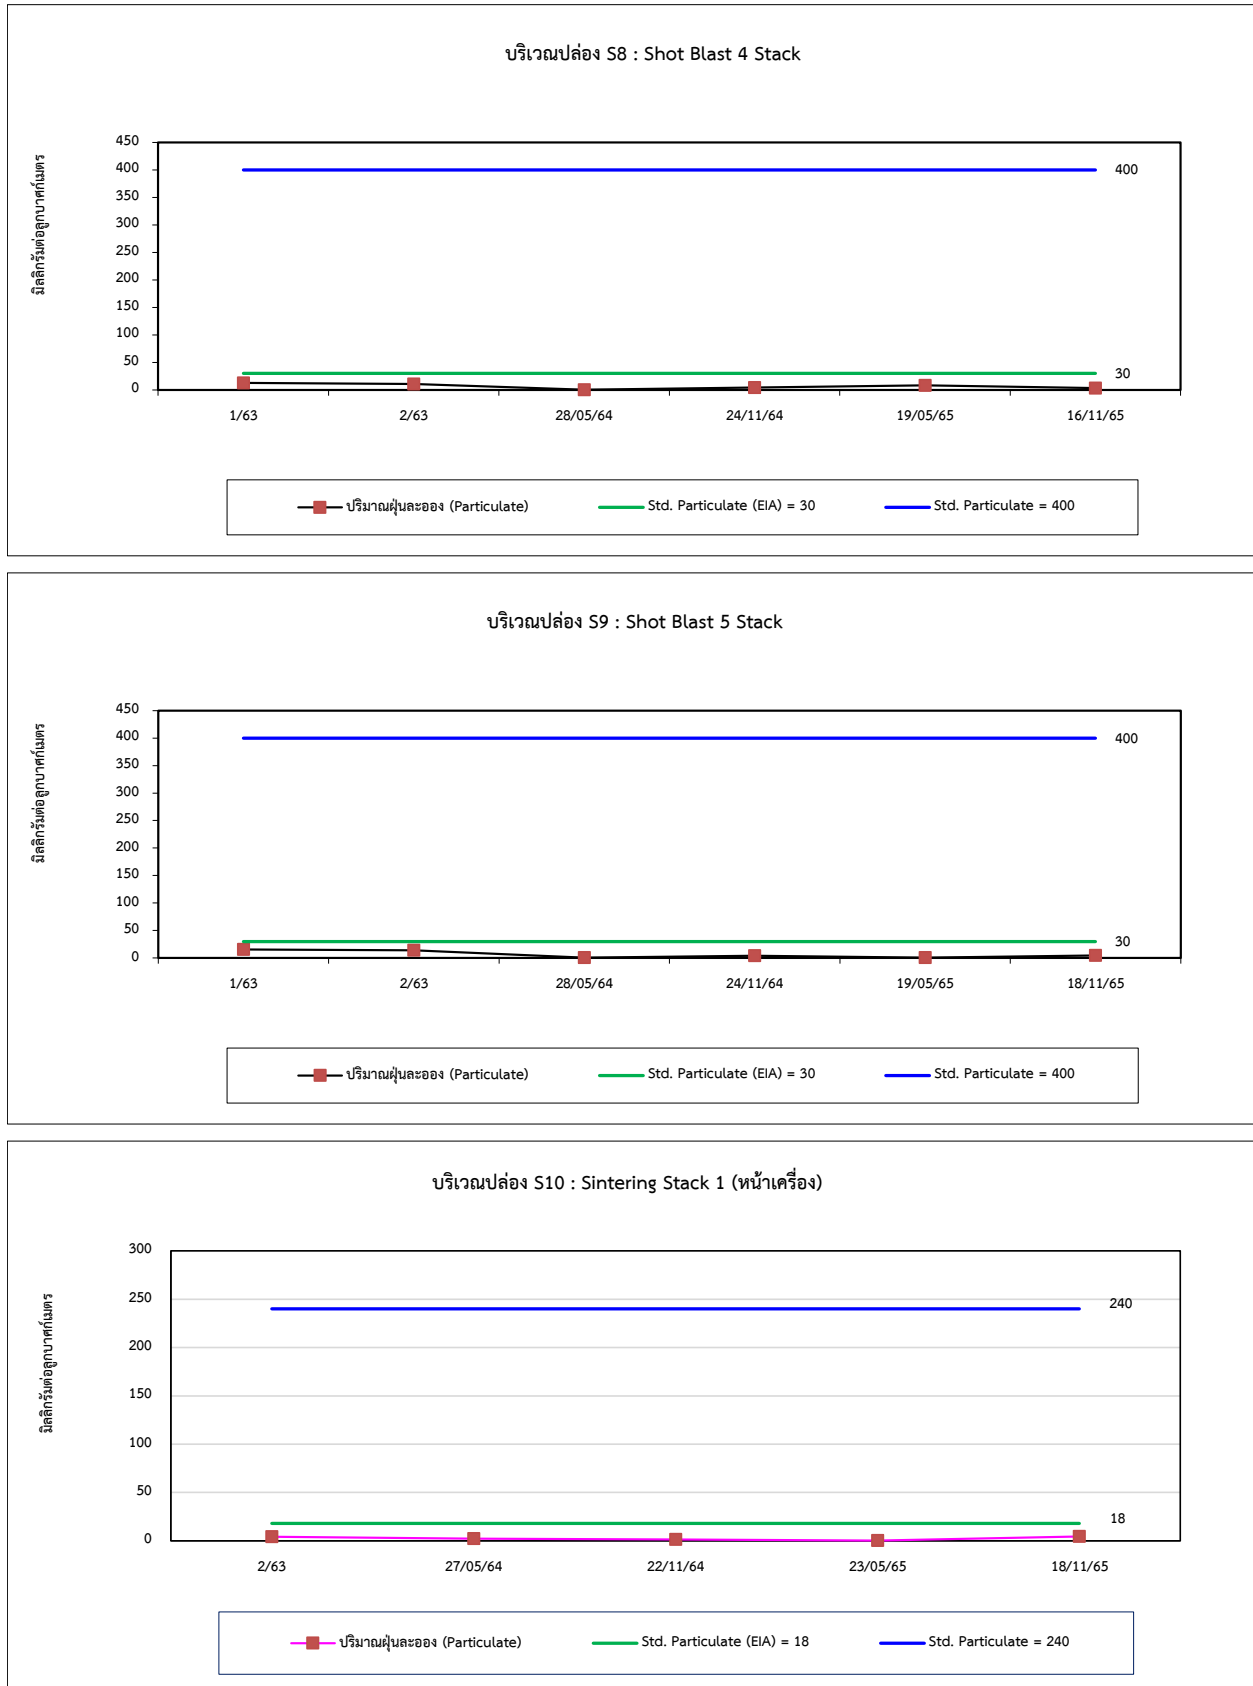 บริเวณปล่อง S8 : Shot Blast 4 Stack
มิลลิกรัมต่อลูกบาศก์เมตร
450
400
350
300
250
200
150
100
50
0
400
30
1/63 2/63 28/05/64 24/11/64 19/05/65 16/11/65
ปริมาณฝุ่นละออง (Particulate) Std. Particulate (EIA) = 30 Std. Particulate = 400
บริเวณปล่อง S9 : Shot Blast 5 Stack
มิลลิกรัมต่อลูกบาศก์เมตร
450
400
350
300
250
200
150
100
50
0
400
30
1/63 2/63 28/05/64 24/11/64 19/05/65 18/11/65
ปริมาณฝุ่นละออง (Particulate) Std. Particulate (EIA) = 30 Std. Particulate = 400
บริเวณปล่อง S10 : Sintering Stack 1 (หน้าเครื่อง)
มิลลิกรัมต่อลูกบาศก์เมตร
300
250
200
150
100
50
0
240
18
2/63 27/05/64 22/11/64 23/05/65 18/11/65
ปริมาณฝุ่นละออง (Particulate) Std. Particulate (EIA) = 18 Std. Particulate = 240